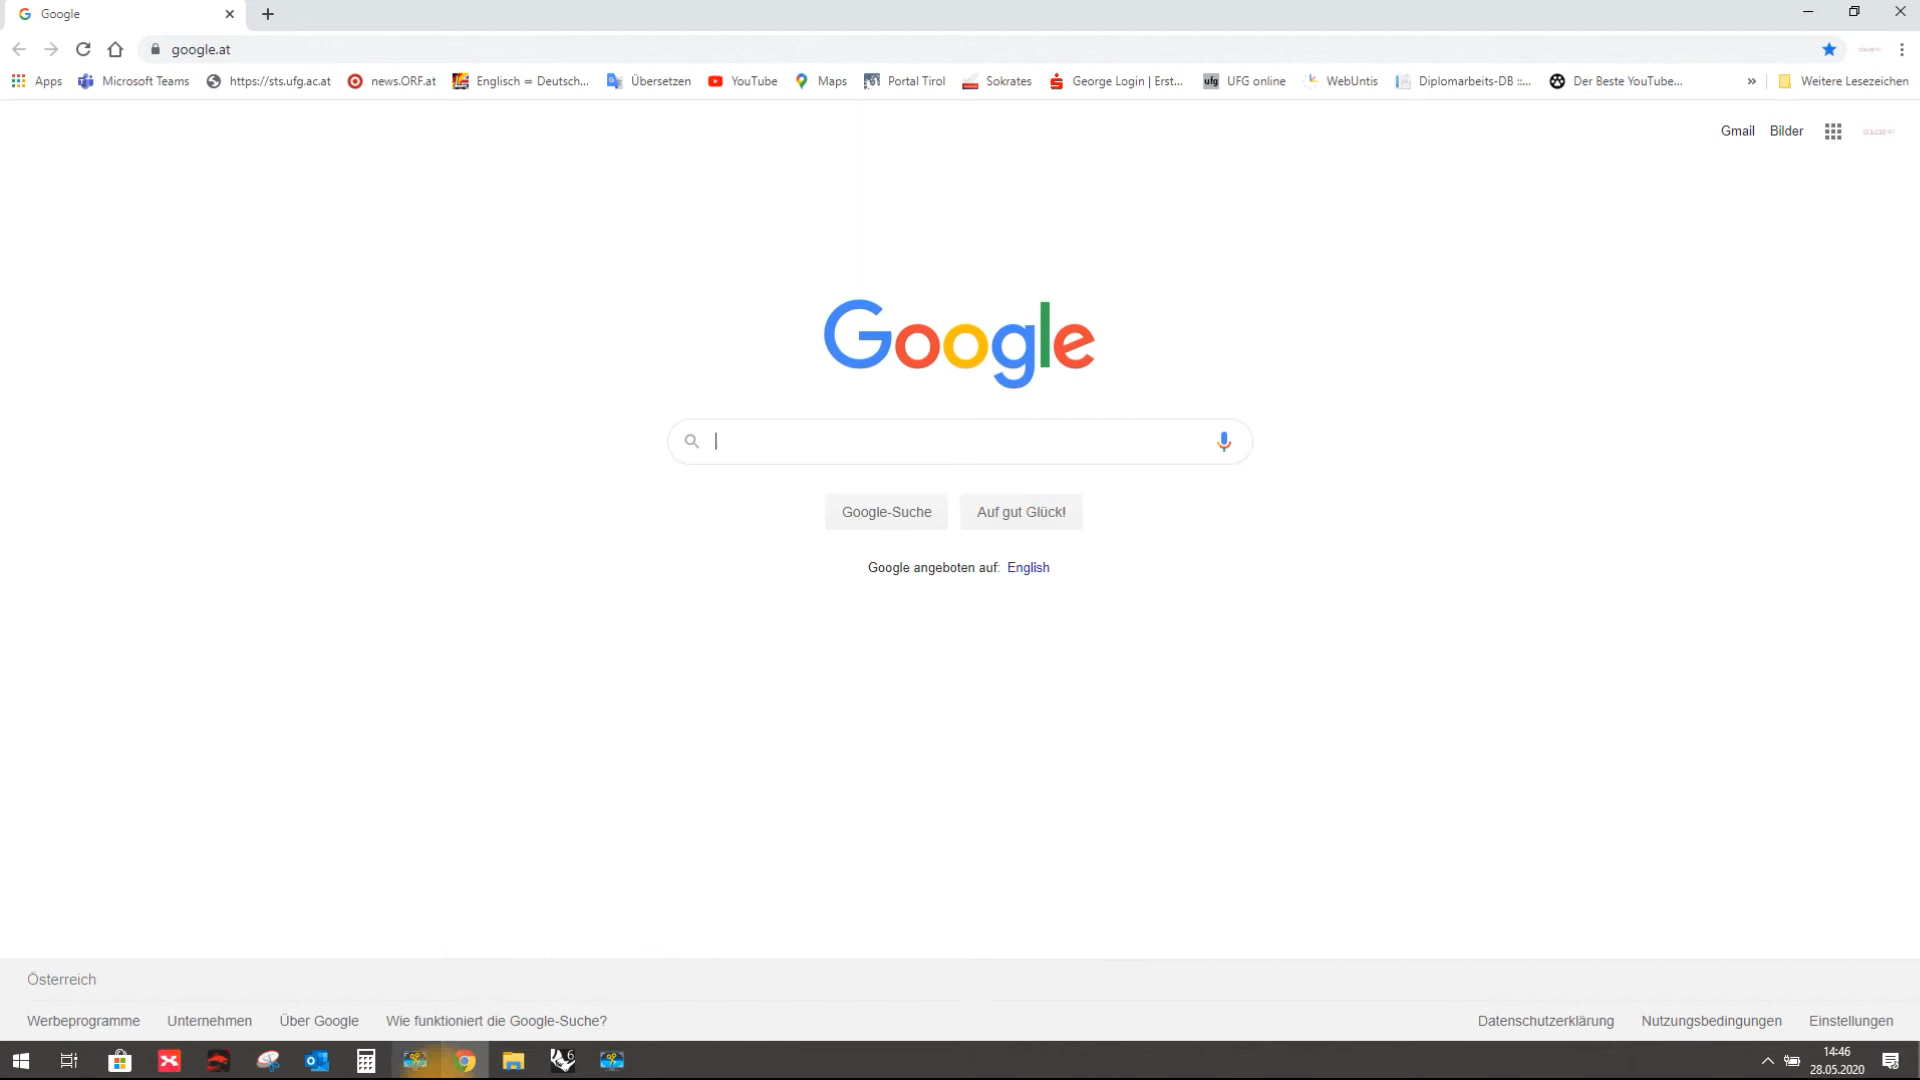 Google
google.at
Apps Microsoft Teams https://sts.ufg.ac.at news.ORF.at Englisch ⇔ Deutsch... Übersetzen YouTube Maps Portal Tirol Sokrates George Login | Erst... ufg UFG online WebUntis Diplomarbeits-DB ::... Der Beste YouTube... » Weitere Lesezeichen
Gmail Bilder
Google
Google-Suche Auf gut Glück!
Google angeboten auf: English
Österreich
Werbeprogramme Unternehmen Über Google Wie funktioniert die Google-Suche? Datenschutzerklärung Nutzungsbedingungen Einstellungen
6
14:46
28.05.2020